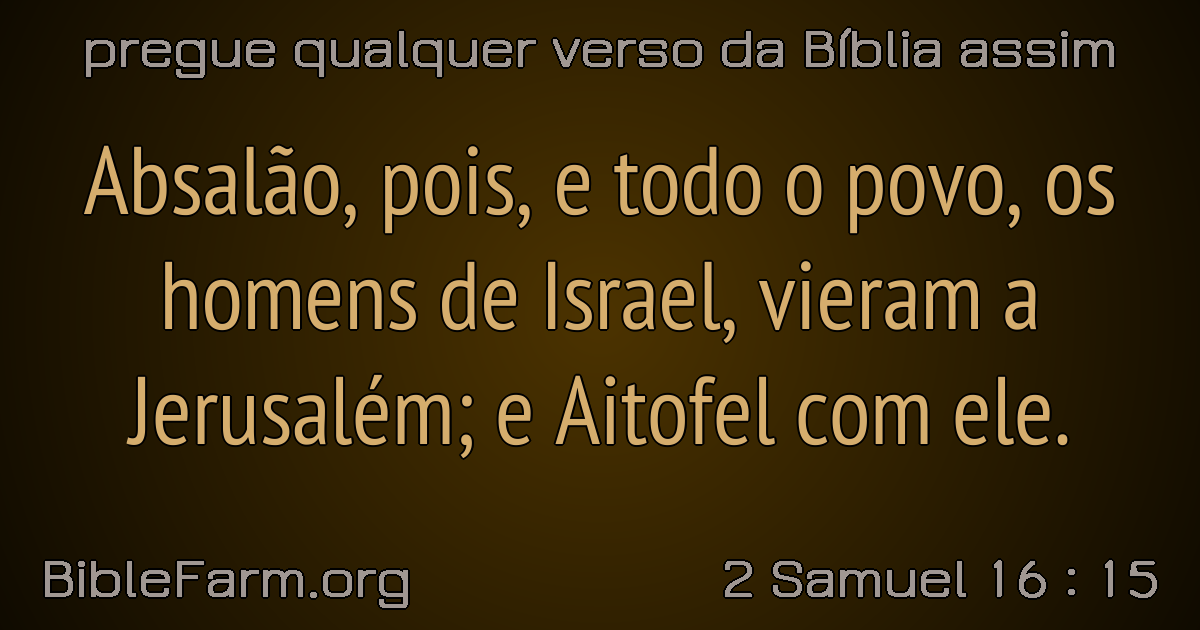 pregue qualquer verso da Bíblia assim
Absalão, pois, e todo o povo, os
homens de Israel, vieram a
Jerusalém; e Aitofel com ele.
BibleFarm.org
2 Samuel 16 : 15